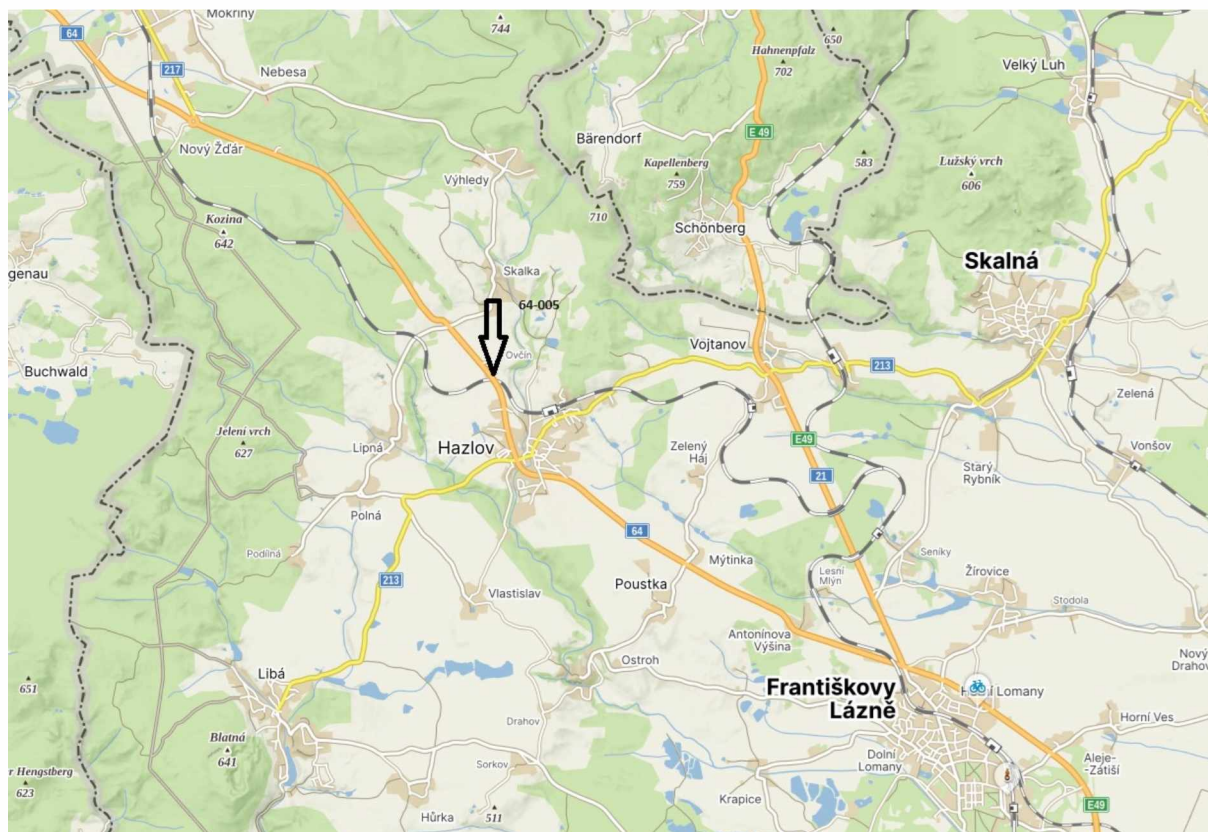 Mokřiny
744
650
64
Hahnenpfalz
702
Velký Luh
217
Nebesa
E 49
Bärendorf
Nový Žďár
Kapellenberg
759
583
Lužský vrch
606
Výhledy
710
Kozina
642
Schönberg
Skalná
genau
Skalka
64-005
Vojtanov
Ovčín
213
Buchwald
Zelená
Jelení vrch
627
Lipná
Hazlov
Zelený
Háj
E49
Vonšov
21
Starý
Rybník
Polná
64
Podílná
Seníky
Mýtinka
Lesní
Mlýn
Žírovice
213
Poustka
Vlastislav
Stodola
Antonínova
Výšina
Nový
Drahov
Ostroh
Libá
651
Františkovy
Lázně
Horní Lomany
Drahov
Horní Ves
Blatná
641
Dolní
Lomany
Aleje-
-Zátiší
r Hengstberg
623
Sorkov
Krapice
E49
511
Hůrka